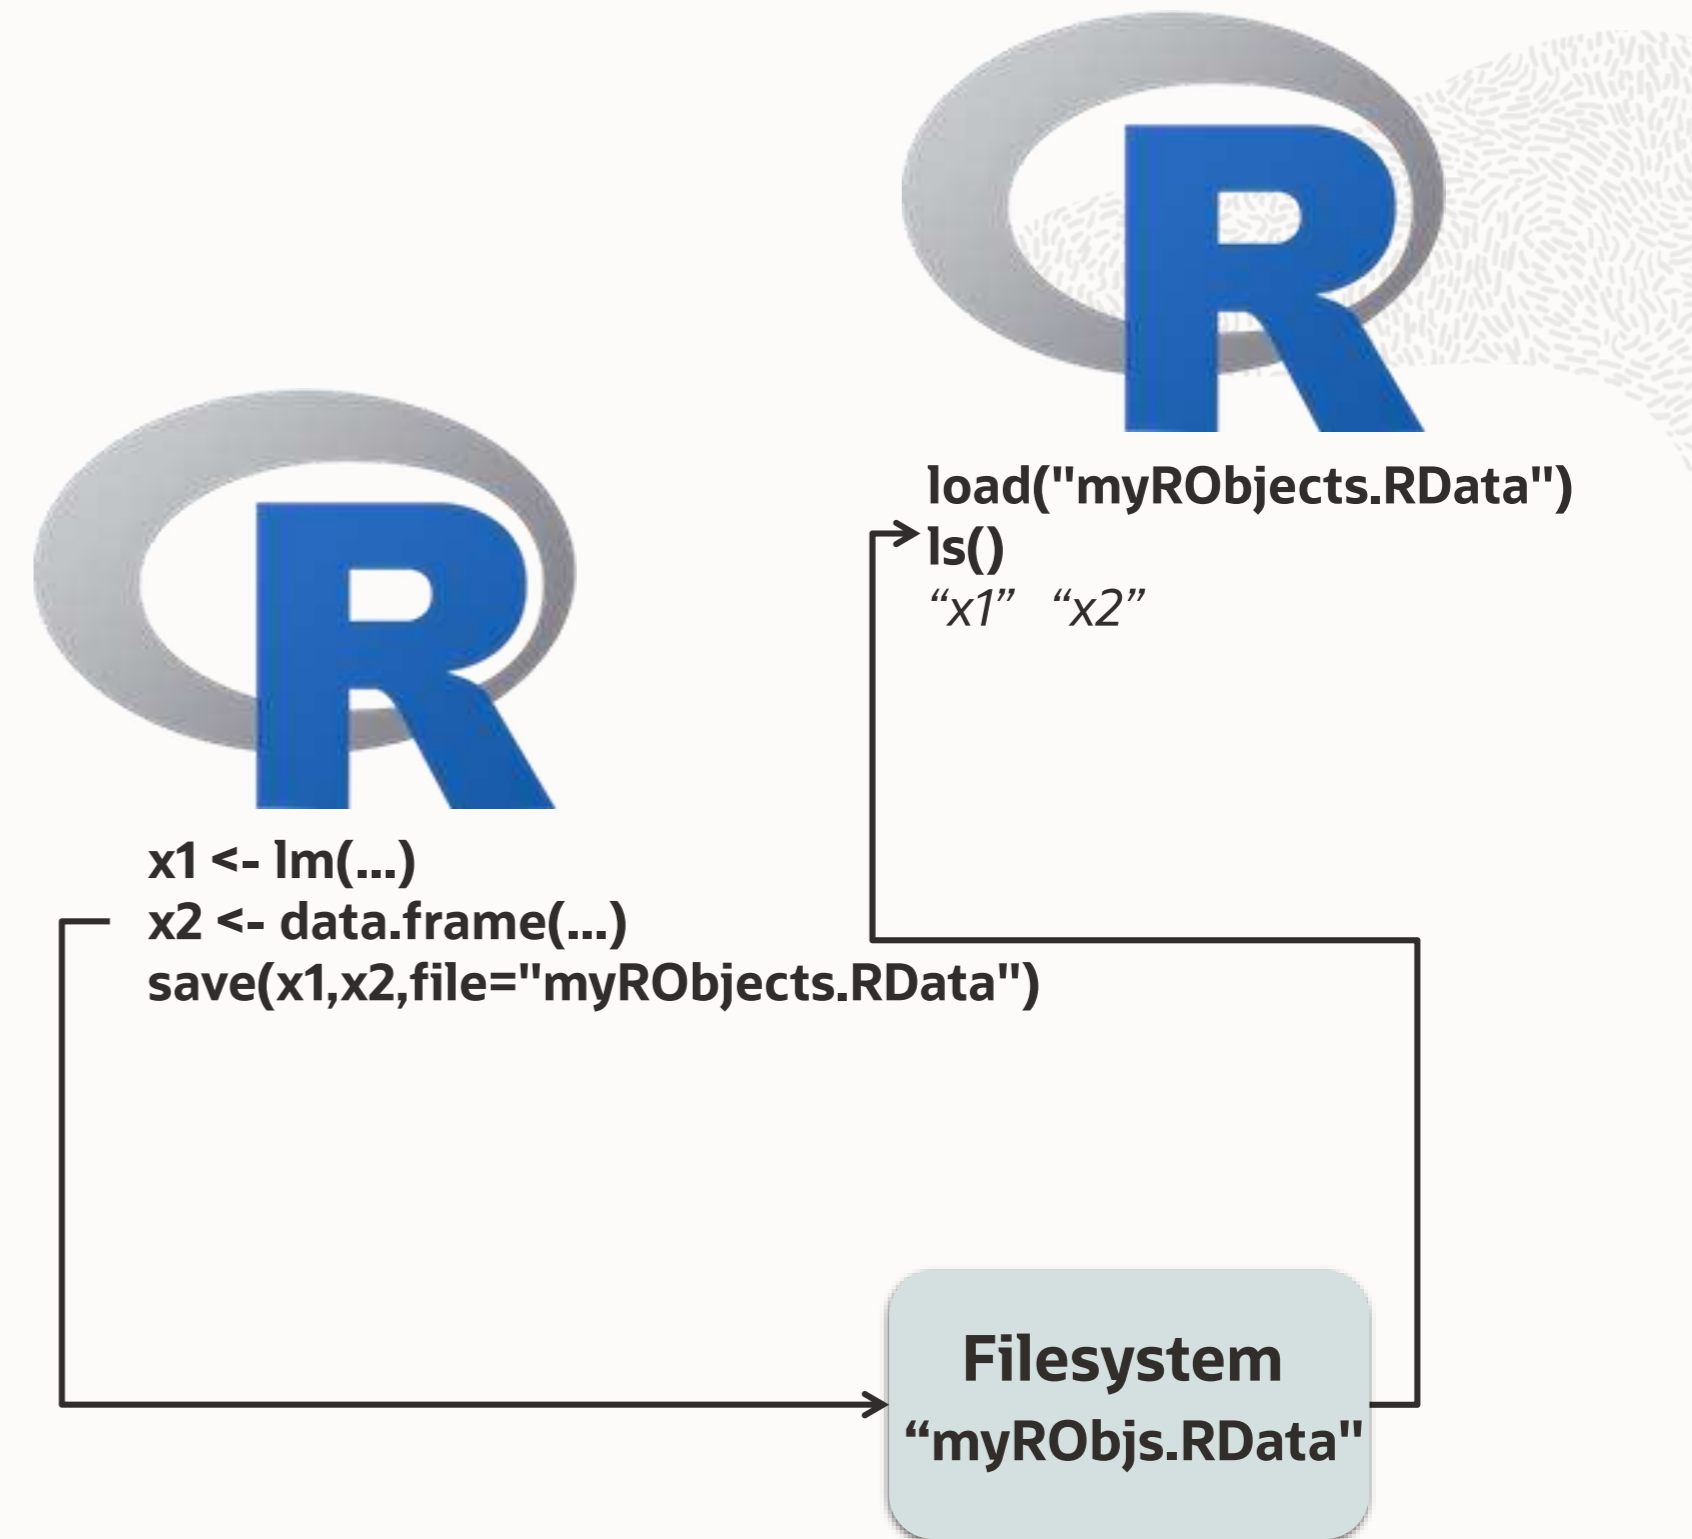 R
load("myRObjects.RData")
ls()
“x1” “x2”
R
x1 <- lm(...)
x2 <- data.frame(...)
save(x1,x2,file="myRObjects.RData")
Filesystem
“myRObjs.RData"